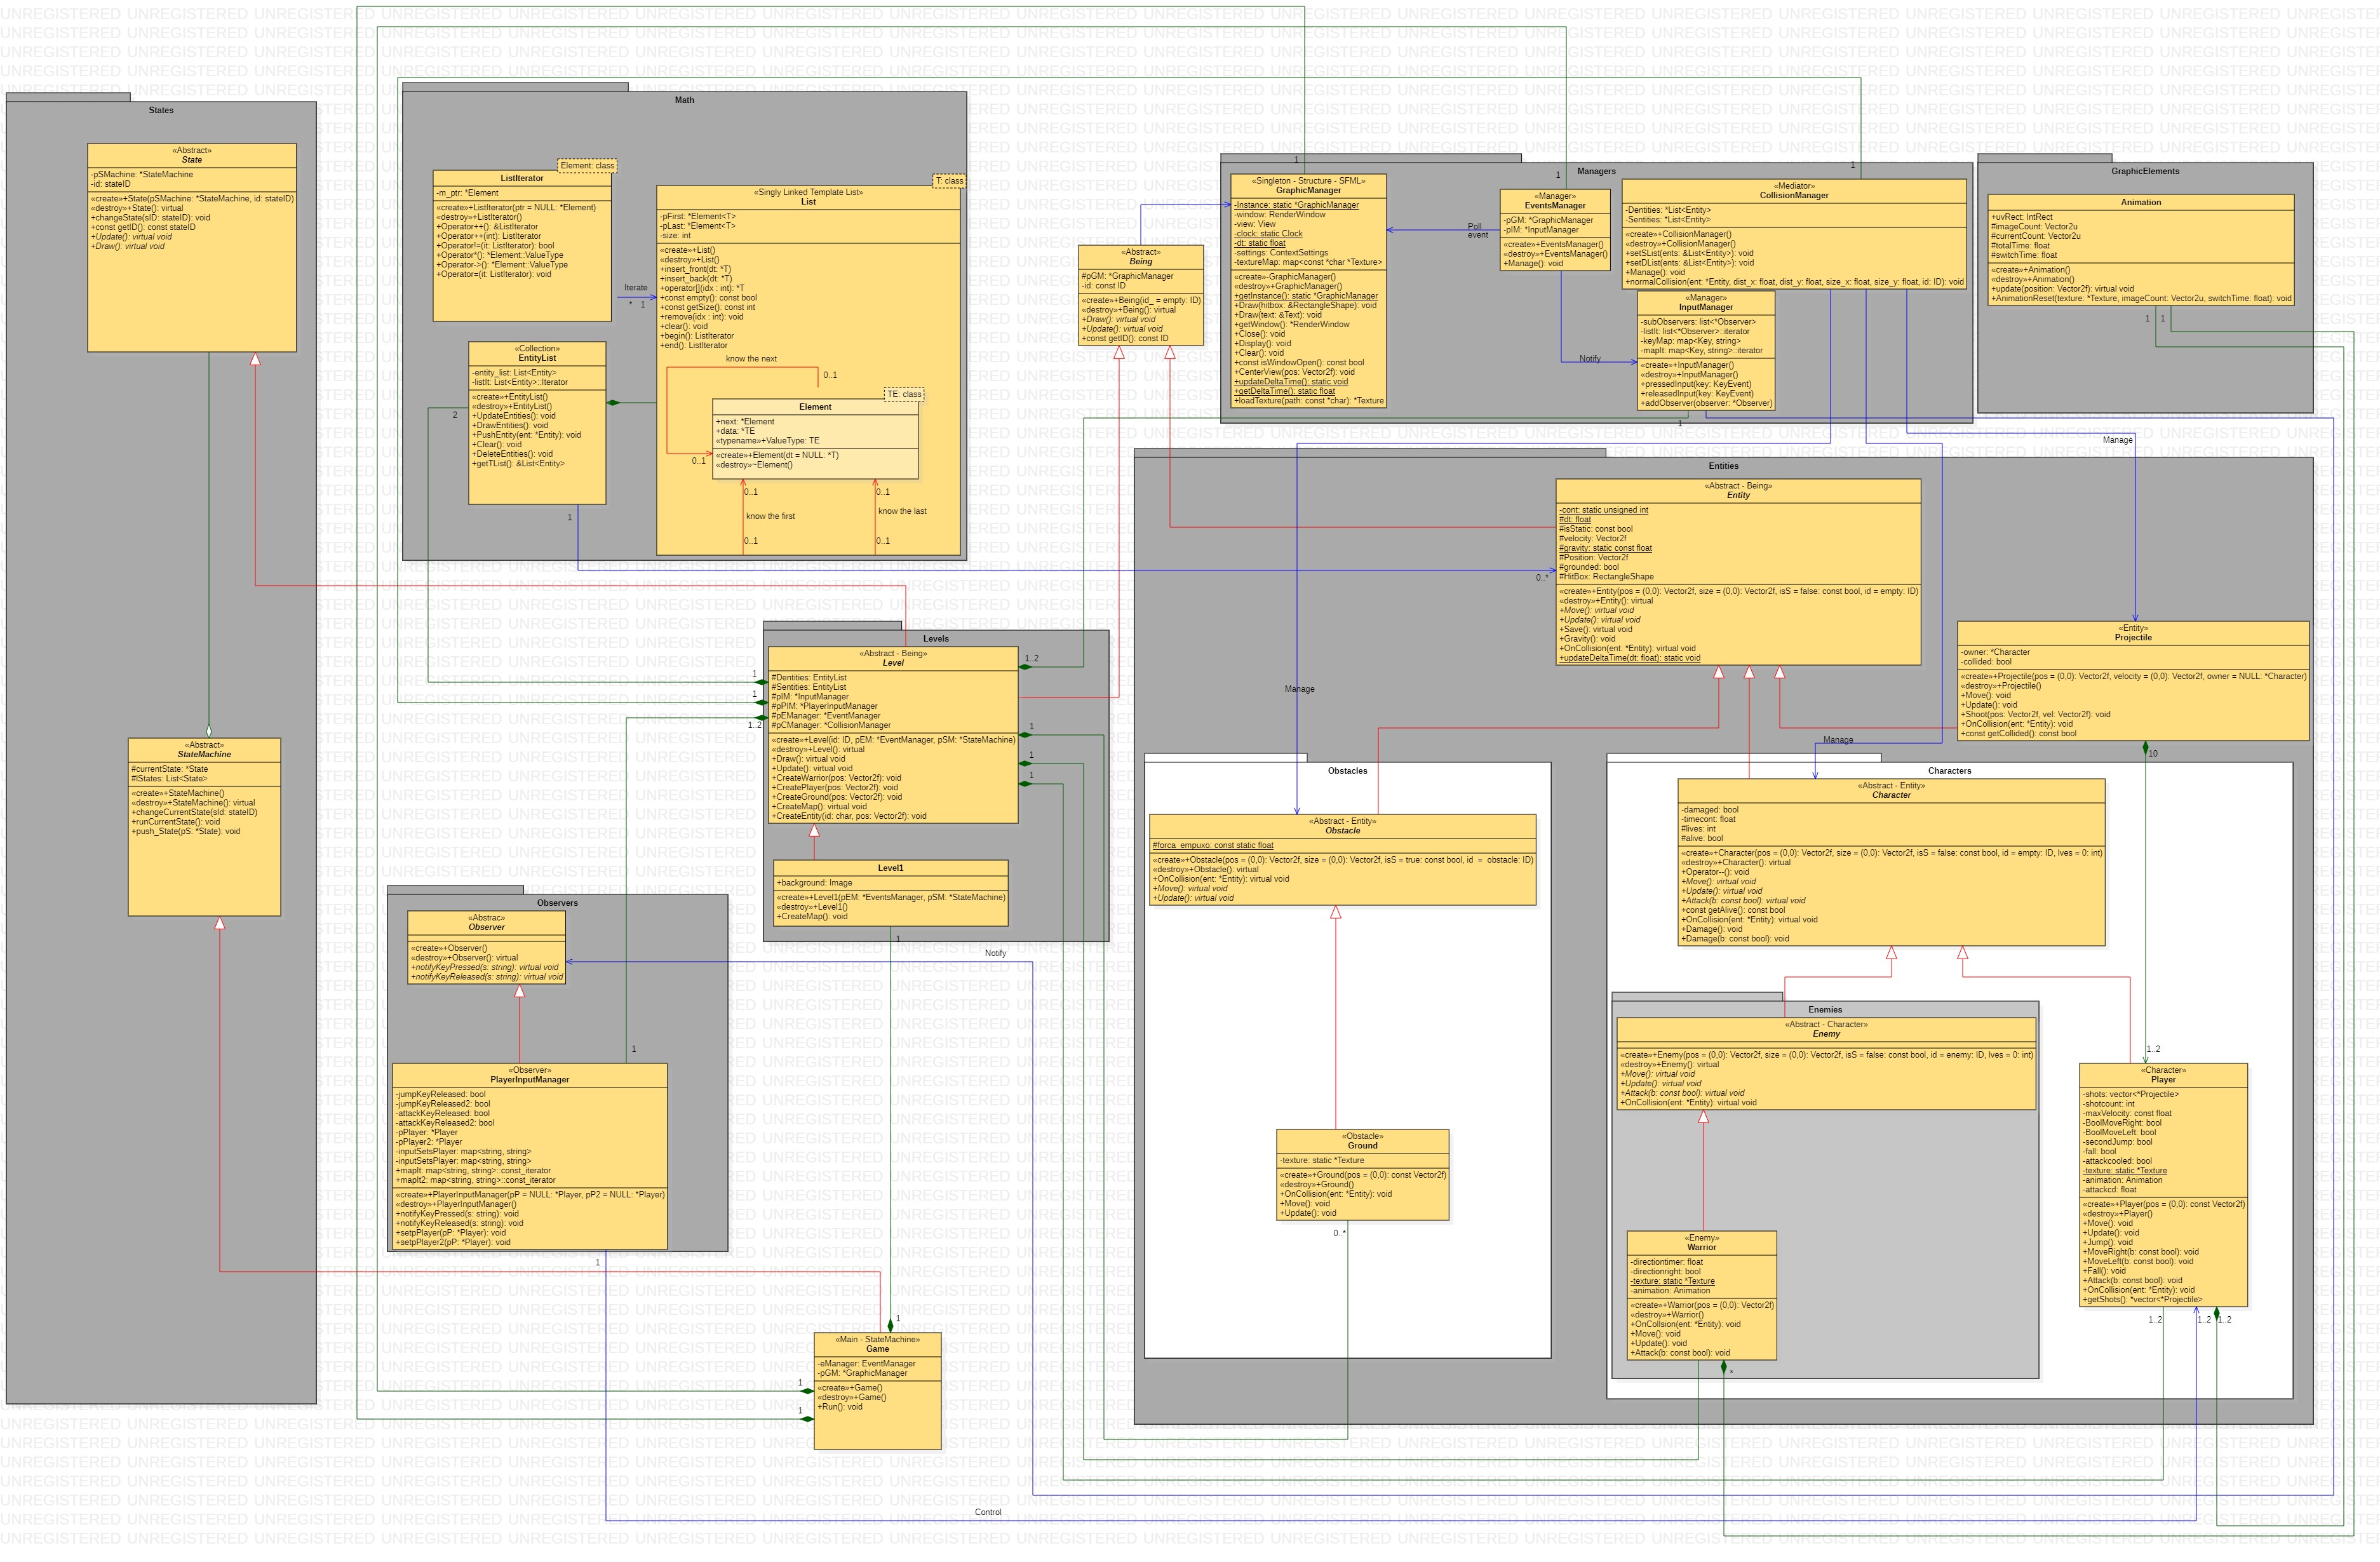 States
«Abstract»
State
-pSMachine: *StateMachine
-id: stateID
«create»+State(pSMachine: *StateMachine, id: stateID)
«destroy»+State(): virtual
+changeState(sID: stateID): void
+const getID(): const stateID
+Update(): virtual void
+Draw(): virtual void
«Abstract»
StateMachine
#currentState: *State
#lStates: List<State>
«create»+StateMachine()
«destroy»+StateMachine(): virtual
+changeCurrentState(sId: stateID)
+runCurrentState(): void
+push_State(pS: *State): void
Math
Element: class
ListIterator
-m_ptr: *Element
«create»+ListIterator(ptr = NULL: *Element)
«destroy»+ListIterator()
+Operator++(): &ListIterator
+Operator++(int): ListIterator
+Operator!=(it: ListIterator): bool
+Operator*(): *Element::ValueType
+Operator->(): *Element::ValueType
+Operator=(it: ListIterator): void
Iterate
* 1
T: class
«Singly Linked Template List»
List
-pFirst: *Element<T>
-pLast: *Element<T>
-size: int
«create»+List()
«destroy»+List()
+insert_front(dt: *T)
+insert_back(dt: *T)
+operator[](idx : int): *T
+const empty(): const bool
+const getSize(): const int
+remove(idx : int): void
+clear(): void
+begin(): ListIterator
+end(): ListIterator
know the next
0..1
TE: class
Element
+next: *Element
+data: *TE
«typename»+ValueType: TE
«create»+Element(dt = NULL: *T)
«destroy»~Element()
0..1
0..1
0..1
know the first
know the last
0..1
0..1
«Collection»
EntityList
-entity_list: List<Entity>
-listIt: List<Entity>::Iterator
«create»+EntityList()
«destroy»+EntityList()
+UpdateEntities(): void
+DrawEntities(): void
+PushEntity(ent: *Entity): void
+Clear(): void
+DeleteEntities(): void
+getTList(): &List<Entity>
2
1
«Abstract»
Being
#pGM: *GraphicManager
-id: const ID
«create»+Being(id_ = empty: ID)
«destroy»+Being(): virtual
+Draw(): virtual void
+Update(): virtual void
+const getID(): const ID
Managers
1
«Singleton - Structure - SFML»
GraphicManager
-Instance: static *GraphicManager
-window: RenderWindow
-view: View
-clock: static Clock
-dt: static float
-settings: ContextSettings
-textureMap: map<const *char *Texture>
«create»-GraphicManager()
«destroy»+GraphicManager()
+getInstance(): static *GraphicManager
+Draw(hitbox: &RectangleShape): void
+Draw(text: &Text): void
+getWindow(): *RenderWindow
+Close(): void
+Display(): void
+Clear(): void
+const isWindowOpen(): const bool
+CenterView(pos: Vector2f): void
+updateDeltaTime(): static void
+getDeltaTime(): static float
+loadTexture(path: const *char): *Texture
Poll
event
1
«Manager»
EventsManager
-pGM: *GraphicManager
-pIM: *InputManager
«create»+EventsManager()
«destroy»+EventsManager()
+Manage(): void
Notify
1
«Mediator»
CollisionManager
-Dentities: *List<Entity>
-Sentities: *List<Entity>
«create»+CollisionManager()
«destroy»+CollisionManager()
+setSList(ents: &List<Entity>): void
+setDList(ents: &List<Entity>): void
+Manage(): void
+normalCollision(ent: *Entity, dist_x: float, dist_y: float, size_x: float, size_y: float, id: ID): void
«Manager»
InputManager
-subObservers: list<*Observer>
-listIt: list<*Observer>::iterator
-keyMap: map<Key, string>
-mapIt: map<Key, string>::iterator
«create»+InputManager()
«destroy»+InputManager()
+pressedInput(key: KeyEvent)
+releasedInput(key: KeyEvent)
+addObserver(observer: *Observer)
1
GraphicElements
Animation
+uvRect: IntRect
#imageCount: Vector2u
#currentCount: Vector2u
#totalTime: float
#switchTime: float
«create»+Animation()
«destroy»+Animation()
+update(position: Vector2f): virtual void
+AnimationReset(texture: *Texture, imageCount: Vector2u, switchTime: float): void
1 1
Manage
Entities
«Abstract - Being»
Entity
-cont: static unsigned int
#dt: float
#isStatic: const bool
#velocity: Vector2f
#gravity: static const float
#Position: Vector2f
#grounded: bool
#HitBox: RectangleShape
«create»+Entity(pos = (0,0): Vector2f, size = (0,0): Vector2f, isS = false: const bool, id = empty: ID)
«destroy»+Entity(): virtual
+Move(): virtual void
+Update(): virtual void
+Save(): virtual void
+Gravity(): void
+OnCollision(ent: *Entity): virtual void
+updateDeltaTime(dt: float): static void
0..*
«Entity»
Projectile
-owner: *Character
-collided: bool
«create»+Projectile(pos = (0,0): Vector2f, velocity = (0,0): Vector2f, owner = NULL: *Character)
«destroy»+Projectile()
+Move(): void
+Update(): void
+Shoot(pos: Vector2f, vel: Vector2f): void
+OnCollision(ent: *Entity): void
+const getCollided(): const bool
10
Manage
Manage
Obstacles
«Abstract - Entity»
Obstacle
#forca_empuxo: const static float
«create»+Obstacle(pos = (0,0): Vector2f, size = (0,0): Vector2f, isS = true: const bool, id = obstacle: ID)
«destroy»+Obstacle(): virtual
+OnCollision(ent: *Entity): virtual void
+Move(): virtual void
+Update(): virtual void
«Obstacle»
Ground
-texture: static *Texture
«create»+Ground(pos = (0,0): const Vector2f)
«destroy»+Ground()
+OnCollision(ent: *Entity): void
+Move(): void
+Update(): void
0..*
Characters
«Abstract - Entity»
Character
-damaged: bool
-timecont: float
#lives: int
#alive: bool
«create»+Character(pos = (0,0): Vector2f, size = (0,0): Vector2f, isS = false: const bool, id = empty: ID, lves = 0: int)
«destroy»+Character(): virtual
+Operator--(): void
+Move(): virtual void
+Update(): virtual void
+Attack(b: const bool): virtual void
+const getAlive(): const bool
+OnCollision(ent: *Entity): virtual void
+Damage(): void
+Damage(b: const bool): void
Enemies
«Abstract - Character»
Enemy
«create»+Enemy(pos = (0,0): Vector2f, size = (0,0): Vector2f, isS = false: const bool, id = enemy: ID, lves = 0: int)
«destroy»+Enemy(): virtual
+Move(): virtual void
+Update(): virtual void
+Attack(b: const bool): virtual void
+OnCollision(ent: *Entity): virtual void
«Enemy»
Warrior
-directiontimer: float
-directionright: bool
-texture: static *Texture
-animation: Animation
«create»+Warrior(pos = (0,0): Vector2f)
«destroy»+Warrior()
+OnCollsion(ent: *Entity): void
+Move(): void
+Update(): void
+Attack(b: const bool): void
*
1..2
«Character»
Player
-shots: vector<*Projectile>
-shotcount: int
-maxVelocity: const float
-BoolMoveRight: bool
-BoolMoveLeft: bool
-secondJump: bool
-fall: bool
-attackcooled: bool
-texture: static *Texture
-animation: Animation
-attackcd: float
«create»+Player(pos = (0,0): const Vector2f)
«destroy»+Player()
+Move(): void
+Update(): void
+Jump(): void
+MoveRight(b: const bool): void
+MoveLeft(b: const bool): void
+Fall(): void
+Attack(b: const bool): void
+OnCollision(ent: *Entity): void
+getShots(): *vector<*Projectile>
1..2 1..2 1..2
Levels
«Abstract - Being»
Level
#Dentities: EntityList
#Sentities: EntityList
#pIM: *InputManager
#pPIM: *PlayerInputManager
#pEManager: *EventManager
#pCManager: *CollisionManager
«create»+Level(id: ID, pEM: *EventManager, pSM: *StateMachine)
«destroy»+Level(): virtual
+Draw(): virtual void
+Update(): void
+CreateWarrior(pos: Vector2f): void
+CreatePlayer(pos: Vector2f): void
+CreateGround(pos: Vector2f): void
+CreateMap(): virtual void
+CreateEntity(id: char, pos: Vector2f): void
1..2
1
1
1..2
1
1
1
Level1
+background: Image
«create»+Level1(pEM: *EventsManager, pSM: *StateMachine)
«destroy»+Level1()
+CreateMap(): void
1
Observers
«Abstrac»
Observer
«create»+Observer()
«destroy»+Observer(): virtual
+notifyKeyPressed(s: string): virtual void
+notifyKeyReleased(s: string): virtual void
Notify
1
«Observer»
PlayerInputManager
-jumpKeyReleased: bool
-jumpKeyReleased2: bool
-attackKeyReleased: bool
-attackKeyReleased2: bool
-pPlayer: *Player
-pPlayer2: *Player
-inputSetsPlayer: map<string, string>
-inputSetsPlayer: map<string, string>
+mapIt: map<string, string>::const_iterator
+mapIt2: map<string, string>::const_iterator
«create»+PlayerInputManager(pP = NULL: *Player, pP2 = NULL: *Player)
«destroy»+PlayerInputManager()
+notifyKeyPressed(s: string): void
+notifyKeyReleased(s: string): void
+setpPlayer(pP: *Player): void
+setpPlayer2(pP: *Player): void
1
1
«Main - StateMachine»
Game
-eManager: EventManager
-pGM: *GraphicManager
«create»+Game()
«destroy»+Game()
+Run(): void
1
1
Control
UNREGISTERED